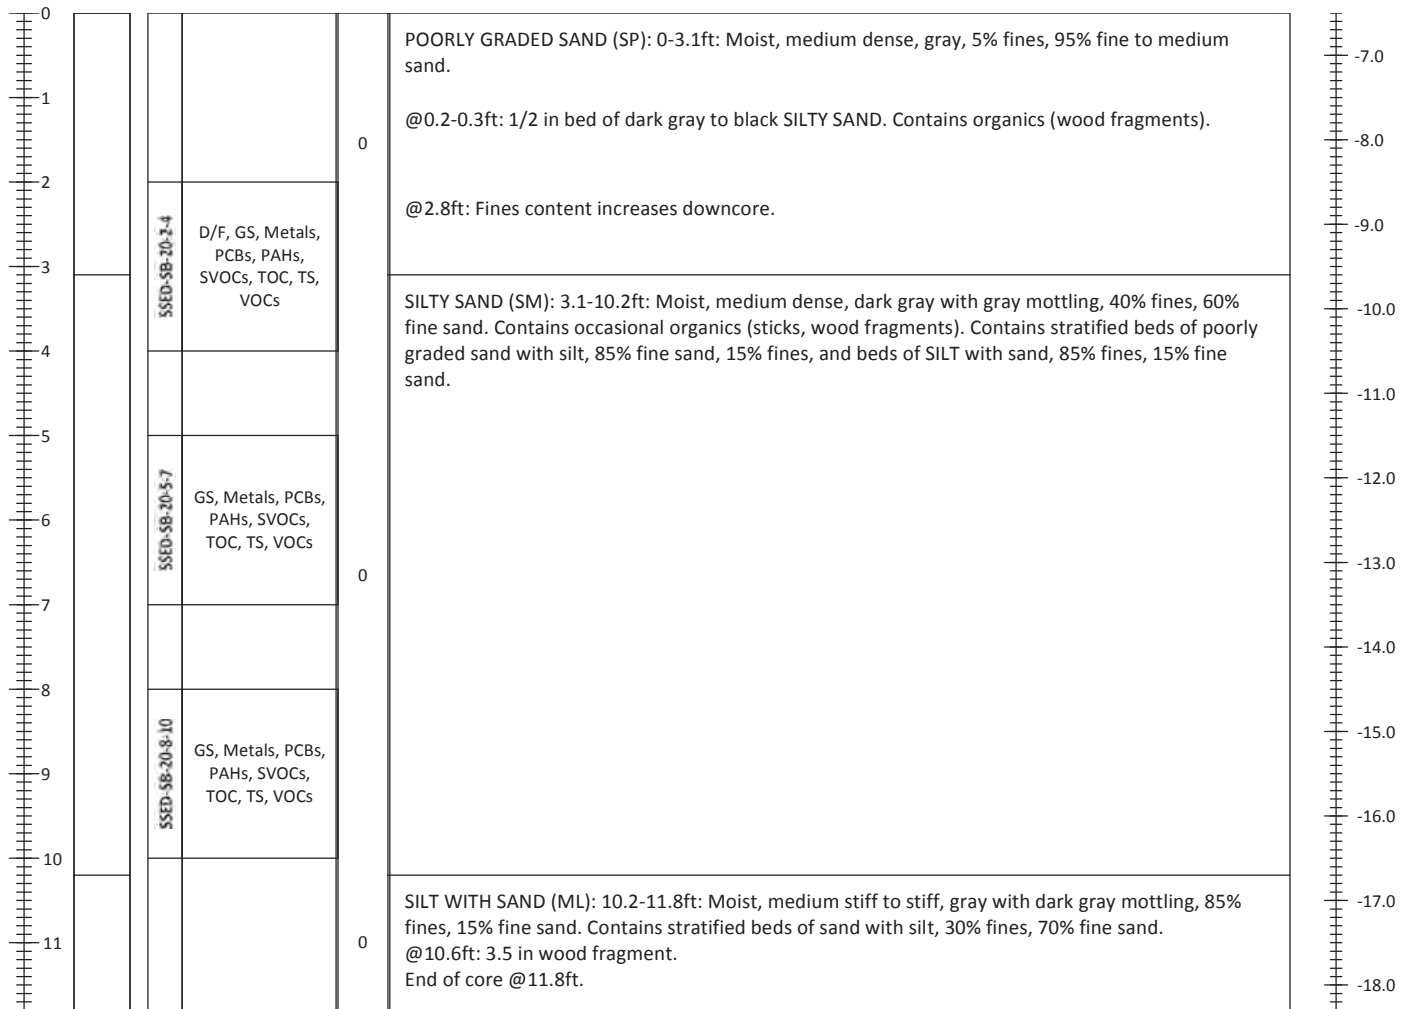 0
POORLY GRADED SAND (SP): 0-3.1ft: Moist, medium dense, gray, 5% fines, 95% fine to medium
sand.
-7.0
1
@0.2-0.3ft: 1/2 in bed of dark gray to black SILTY SAND. Contains organics (wood fragments).
0
-8.0
2
@2.8ft: Fines content increases downcore.
-9.0
SSED-SB-20-2-4
D/F, GS, Metals,
PCBs, PAHs,
SVOCs, TOC, TS,
VOCs
3
SILTY SAND (SM): 3.1-10.2ft: Moist, medium dense, dark gray with gray mottling, 40% fines, 60%
fine sand. Contains occasional organics (sticks, wood fragments). Contains stratified beds of poorly
graded sand with silt, 85% fine sand, 15% fines, and beds of SILT with sand, 85% fines, 15% fine
sand.
-10.0
4
-11.0
5
-12.0
SSED-SB-20-5-7
GS, Metals, PCBs,
PAHs, SVOCs,
TOC, TS, VOCs
6
0
-13.0
7
-14.0
8
-15.0
SSED-SB-20-8-10
GS, Metals, PCBs,
PAHs, SVOCs,
TOC, TS, VOCs
9
-16.0
10
SILT WITH SAND (ML): 10.2-11.8ft: Moist, medium stiff to stiff, gray with dark gray mottling, 85%
fines, 15% fine sand. Contains stratified beds of sand with silt, 30% fines, 70% fine sand.
@10.6ft: 3.5 in wood fragment.
End of core @11.8ft.
-17.0
11
0
-18.0